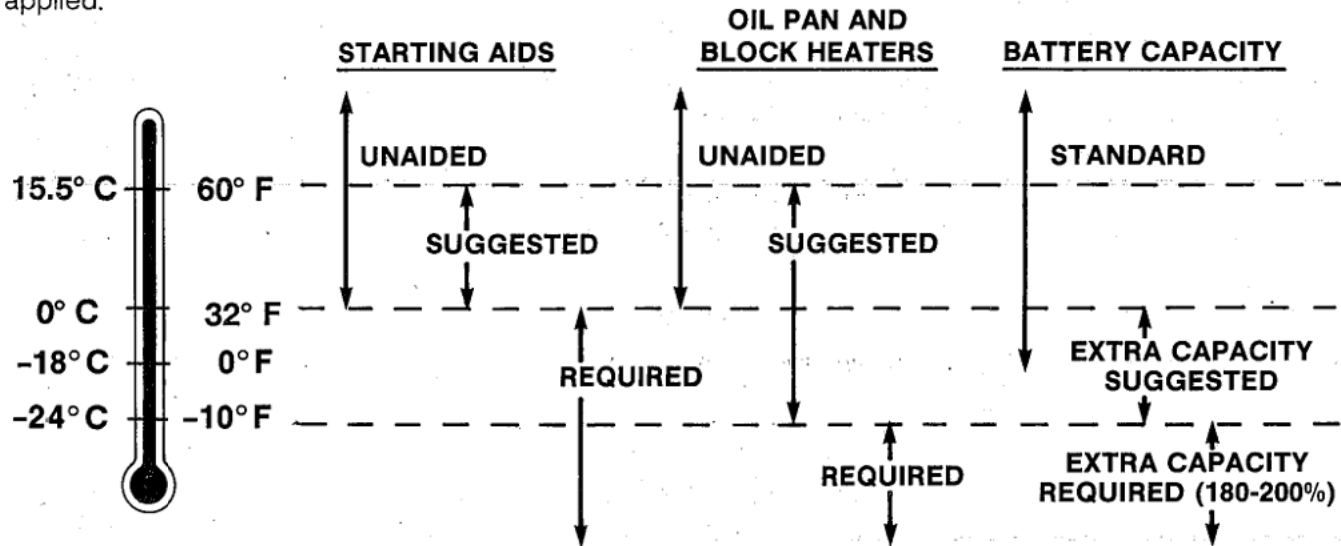 applied.
OIL PAN AND
STARTING AIDS BLOCK HEATERS BATTERY CAPACITY
UNAIDED UNAIDED STANDARD
15.5° C 60° F
SUGGESTED SUGGESTED
0° C 32° F
-18° C 0° F
REQUIRED EXTRA CAPACITY
SUGGESTED
-24° C -10° F
REQUIRED EXTRA CAPACITY
REQUIRED (180-200%)